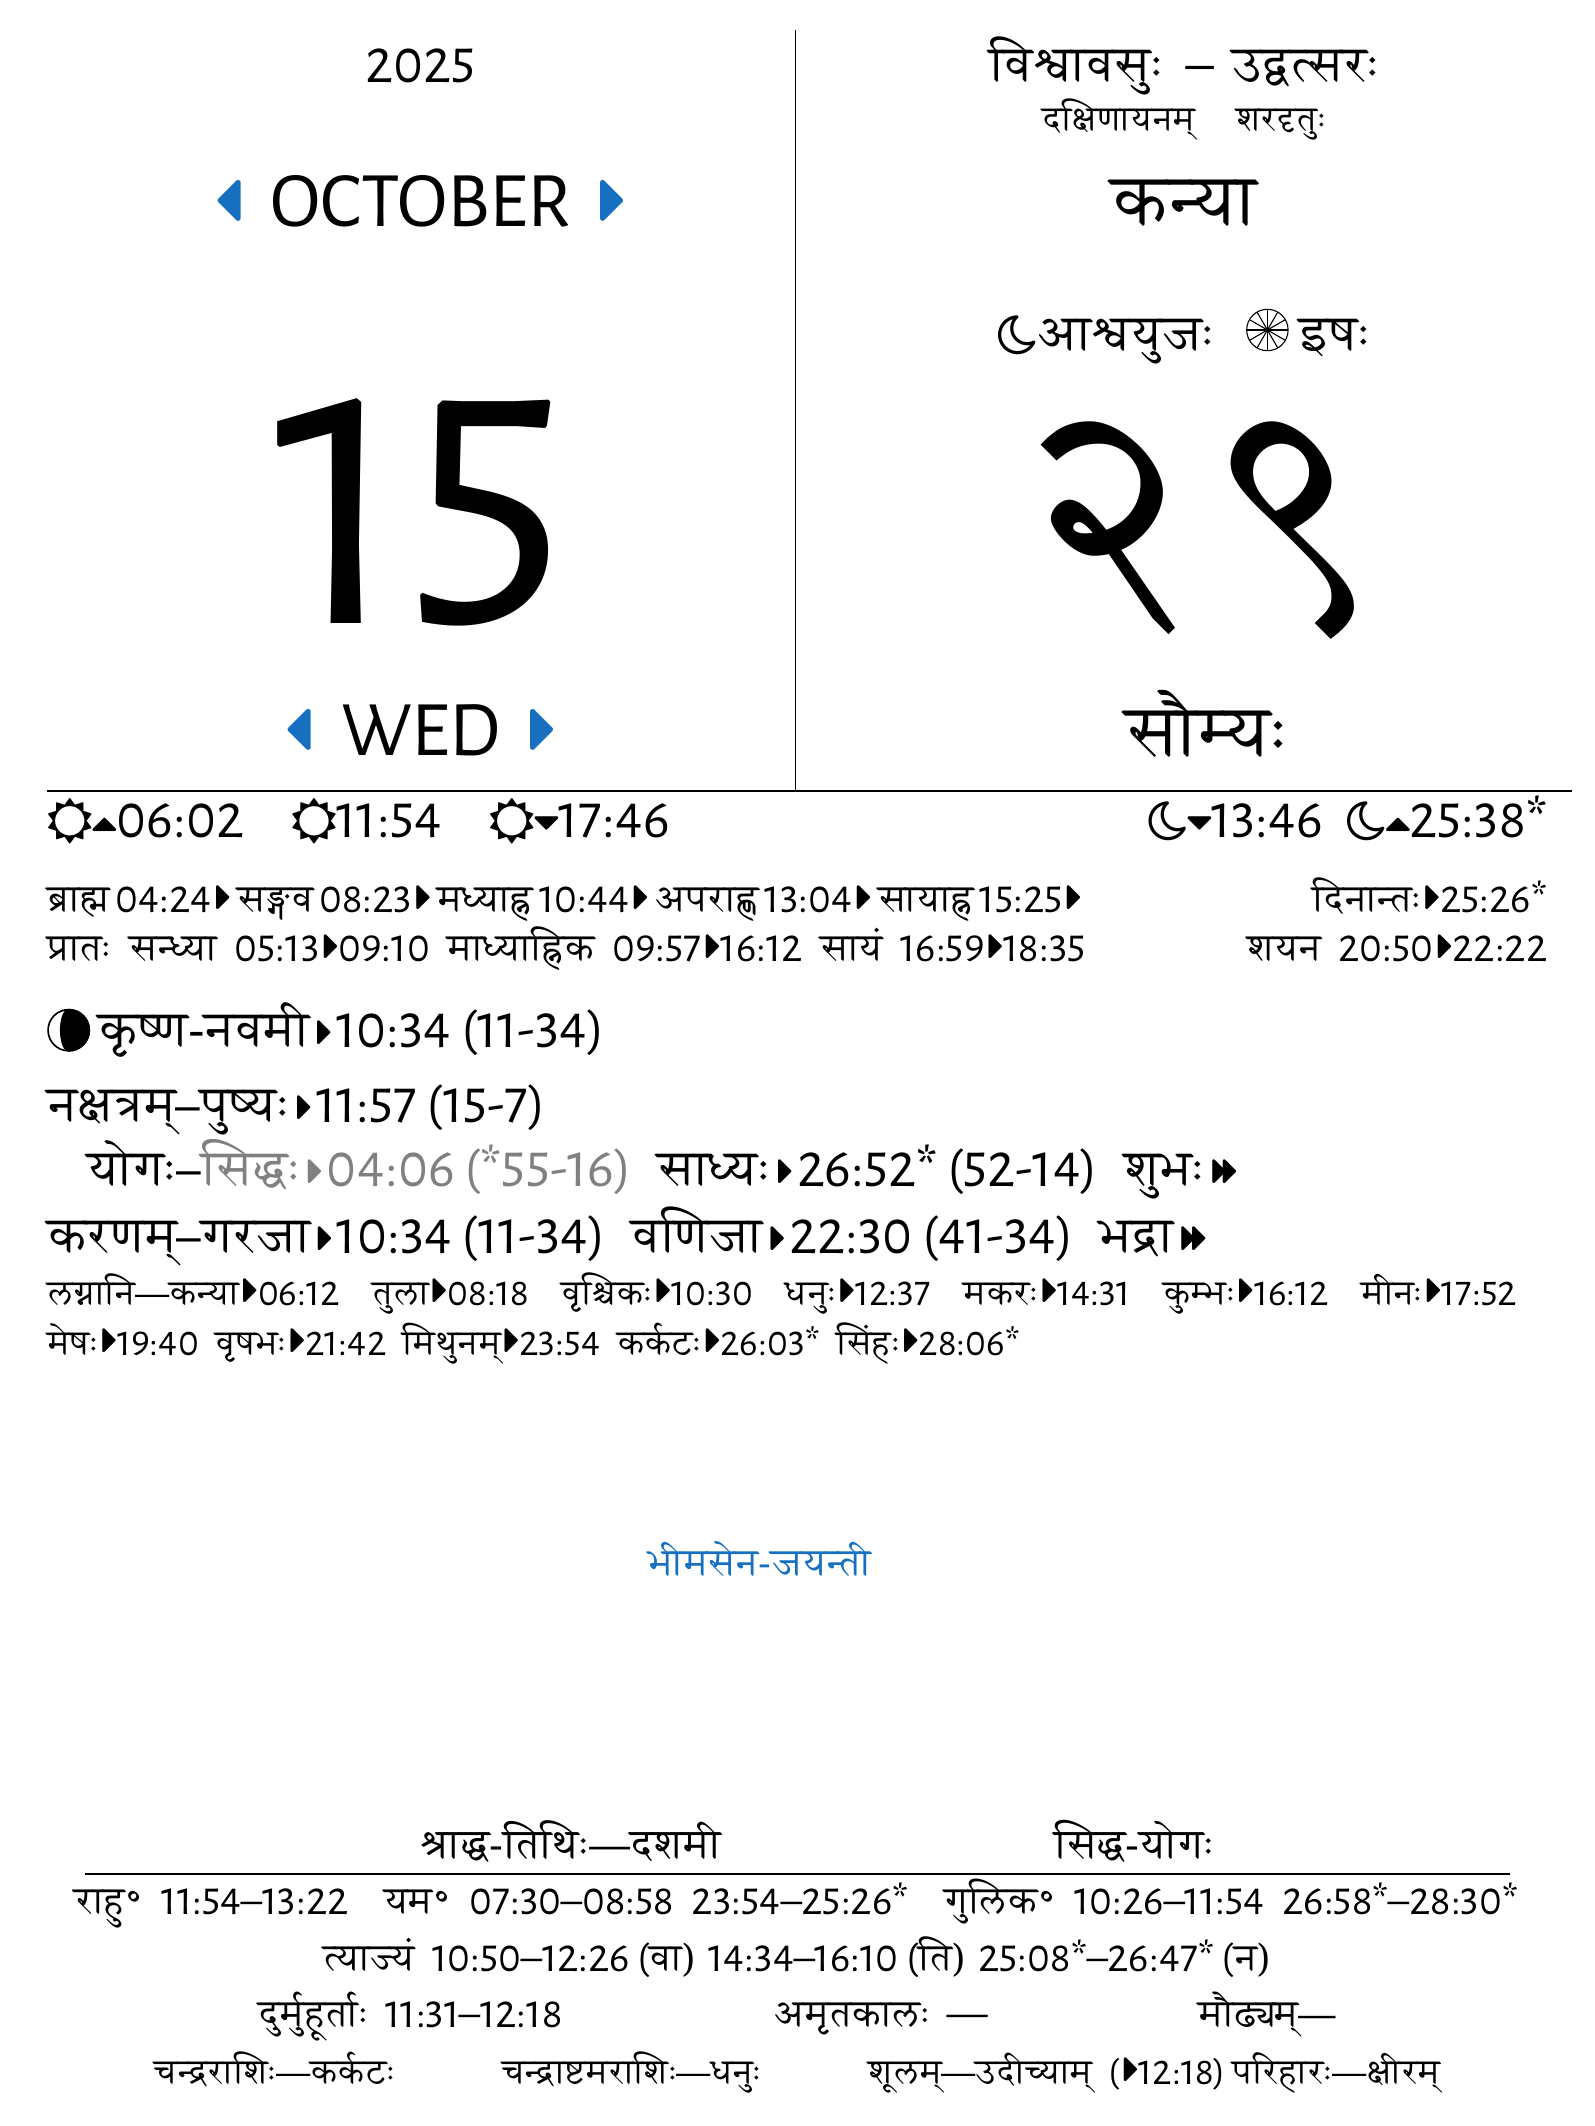 2025
OCTOBER
15
WED
विश्वावसुः – उद्वत्सरः
दक्षिणायनम् शरदृतुः
कन्या
आश्वयुजः इषः
२९
सौम्यः
06:02 11:54 17:46 13:46 25:38*
ब्राह्म 04:24 सङ्गव 08:23 मध्याह्न 10:44 अपराह्ण 13:04 सायाह्न 15:25 दिनान्तः 25:26*
प्रातः सन्ध्या 05:13 09:10 माध्याह्निक 09:57 16:12 सायं 16:59 18:35 शयन 20:50 22:22
कृष्ण-नवमी 10:34 (11-34)
नक्षत्रम्–पुष्यः 11:57 (15-7)
योगः–सिद्धः 04:06 (*55-16) साध्यः 26:52* (52-14) शुभः
करणम्–गरजा 10:34 (11-34) वणिजा 22:30 (41-34) भद्रा
लग्नानि—कन्या 06:12 तुला 08:18 वृश्चिकः 10:30 धनुः 12:37 मकरः 14:31 कुम्भः 16:12 मीनः 17:52
मेषः 19:40 वृषभः 21:42 मिथुनम् 23:54 कर्कटः 26:03* सिंहः 28:06*
भीमसेन-जयन्ती
श्राद्ध-तिथिः—दशमी सिद्ध-योगः
राहु॰ 11:54–13:22 यम॰ 07:30–08:58 23:54–25:26* गुलिक॰ 10:26–11:54 26:58*–28:30*
त्याज्यं 10:50–12:26 (वा) 14:34–16:10 (ति) 25:08*–26:47* (न)
दुर्मुहूर्ताः 11:31–12:18 अमृतकालः — मौढ्यम्—
चन्द्रराशिः—कर्कटः चन्द्राष्टमराशिः—धनुः शूलम्—उदीच्याम् (12:18) परिहारः—क्षीरम्